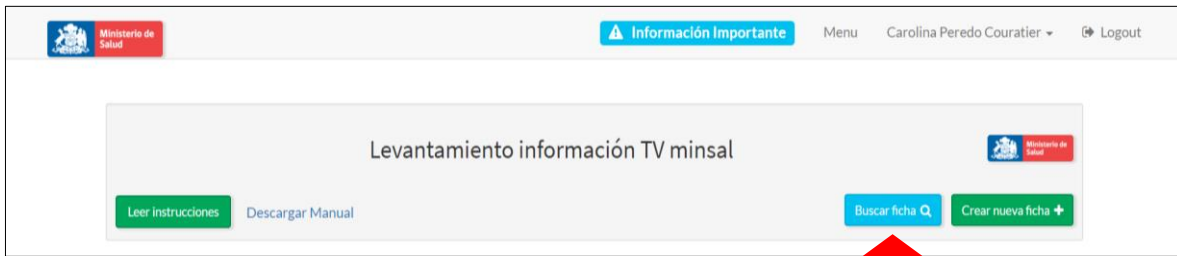 Ministerio de
Salud
Información Importante
Menu
Carolina Peredo Couratier
Logout
Levantamiento información TV minsal
Ministerio de
Salud
Leer instrucciones
Descargar Manual
Buscar ficha
Crear nueva ficha